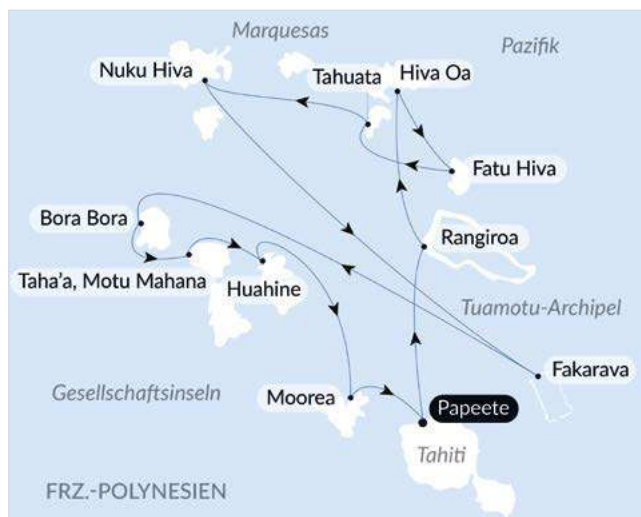 Marquesas
Pazifik
Nuku Hiva
Tahuata
Hiva Oa
Fatu Hiva
Bora Bora
Rangiroa
Taha'a, Motu Mahana
Huahine
Tuamotu-Archipel
Fakarava
Gesellschaftsinseln
Moorea
Papeete
Tahiti
FRZ.-POLYNESIEN